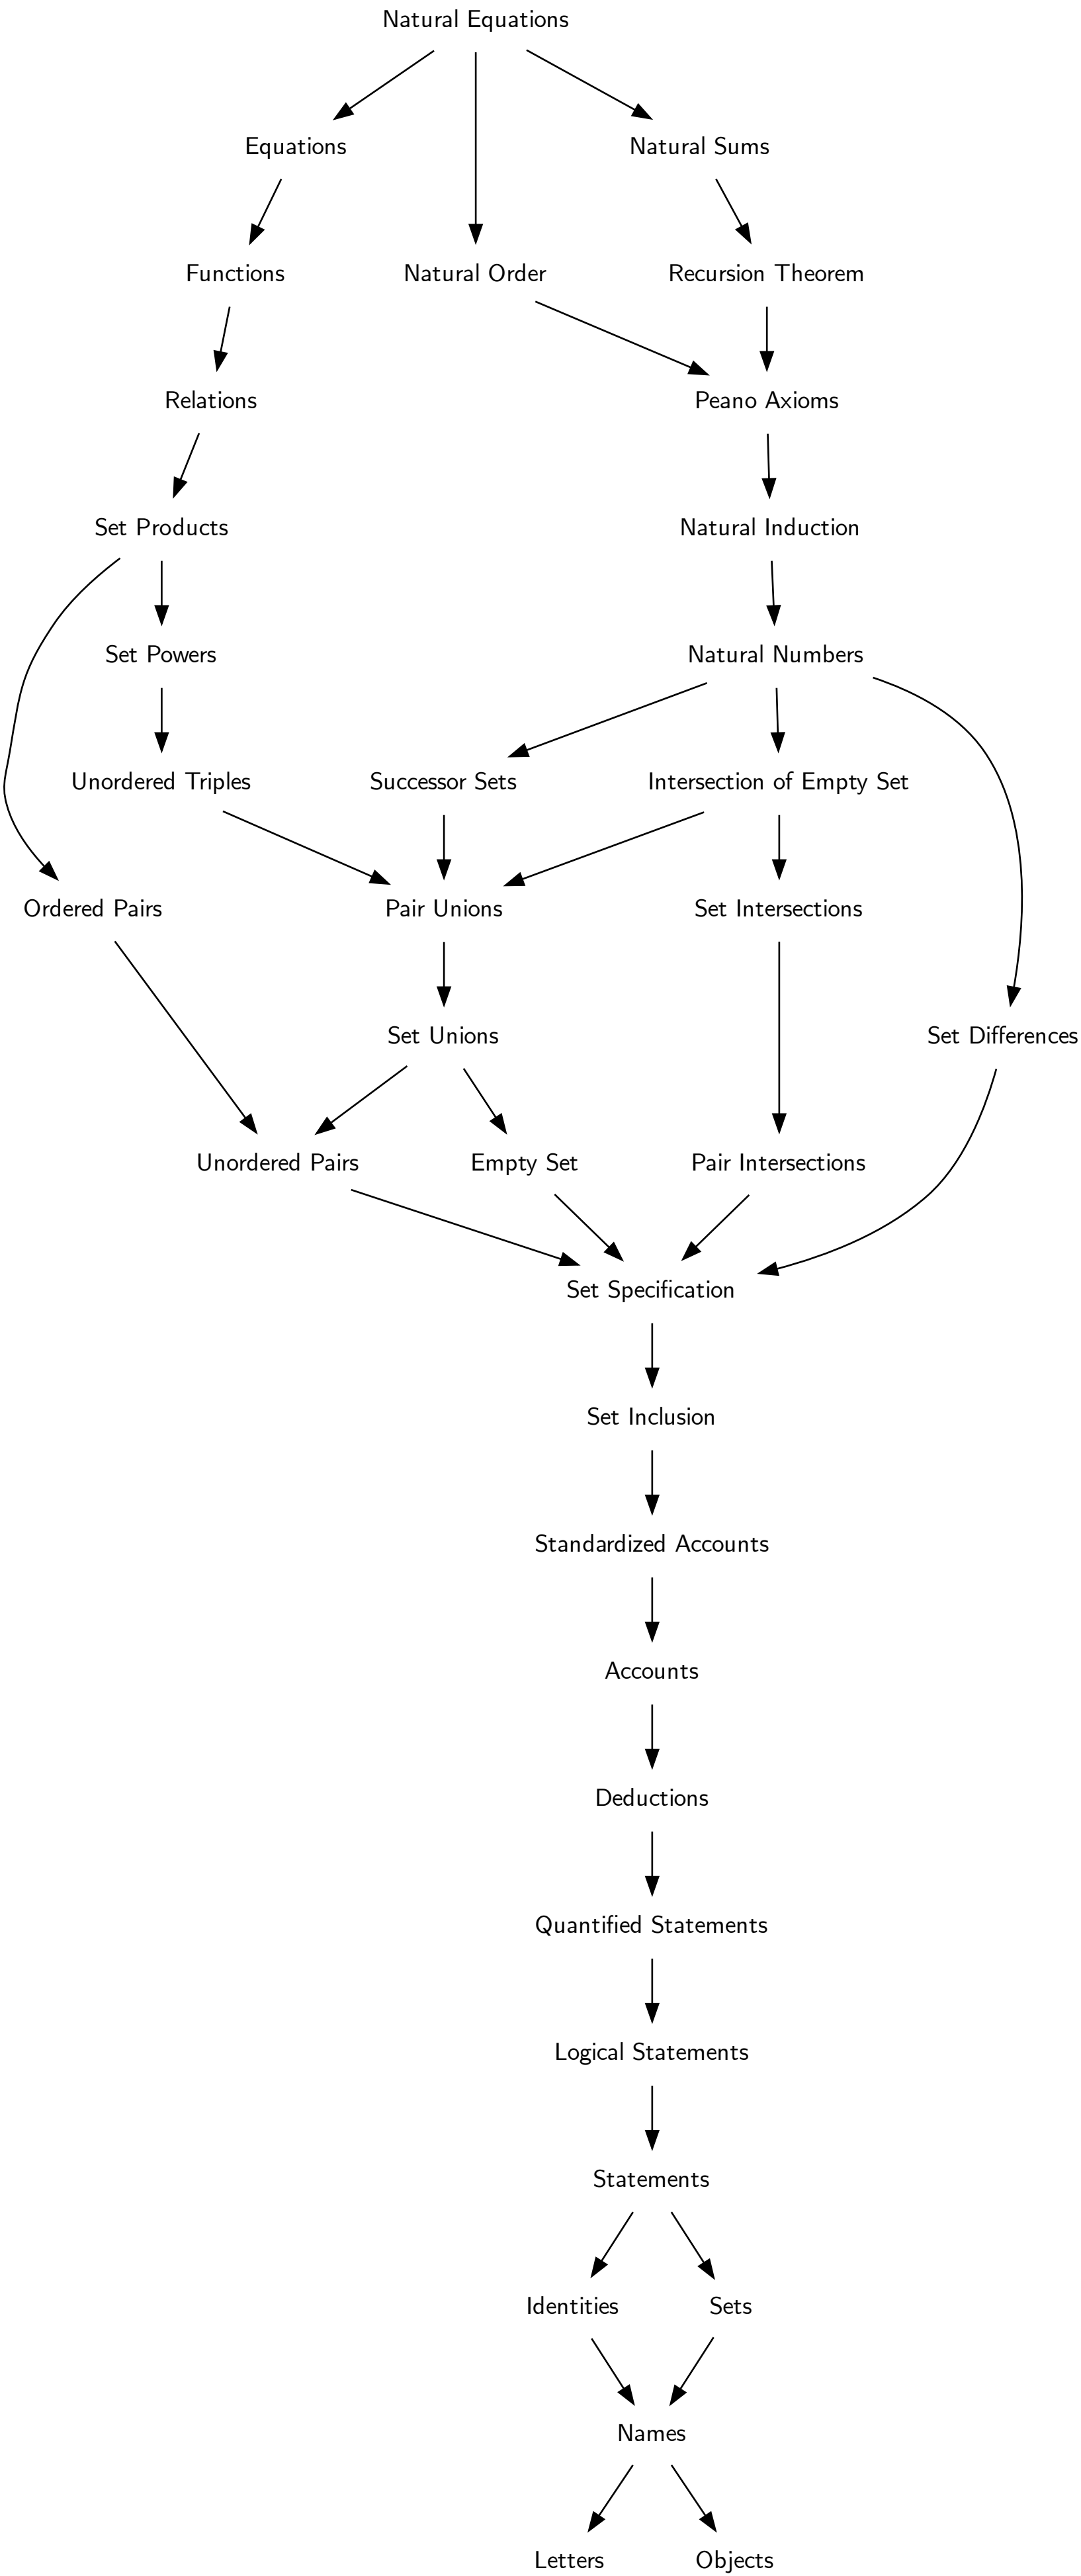 Natural Equations
Equations
Natural Sums
Functions
Natural Order
Recursion Theorem
Relations
Peano Axioms
Set Products
Natural Induction
Set Powers
Natural Numbers
Unordered Triples
Successor Sets
Intersection of Empty Set
Ordered Pairs
Pair Unions
Set Intersections
Set Unions
Set Differences
Unordered Pairs
Empty Set
Pair Intersections
Set Specification
Set Inclusion
Standardized Accounts
Accounts
Deductions
Quantified Statements
Logical Statements
Statements
Identities
Sets
Names
Letters
Objects